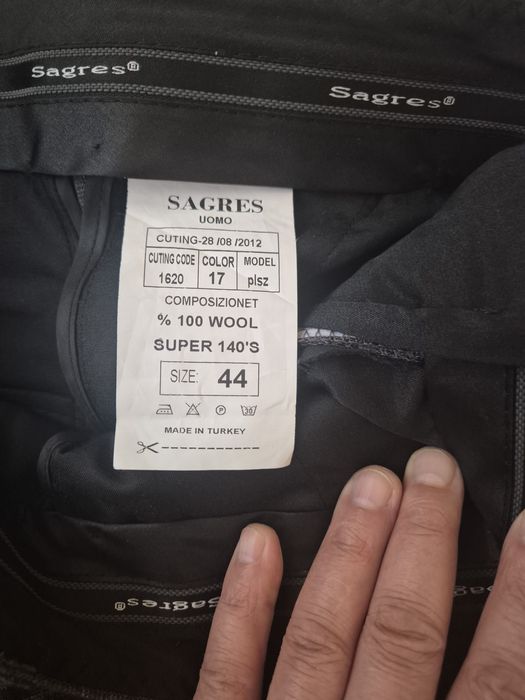 Sagres®
Sagres®
SAGRES
UOMO
CUTING-28 /08 /2012
CUTING CODE COLOR MODEL
1620 17 plsz
COMPOSIZIONET
% 100 WOOL
SUPER 140'S
SIZE: 44
P 30
MADE IN TURKEY
Sagres®